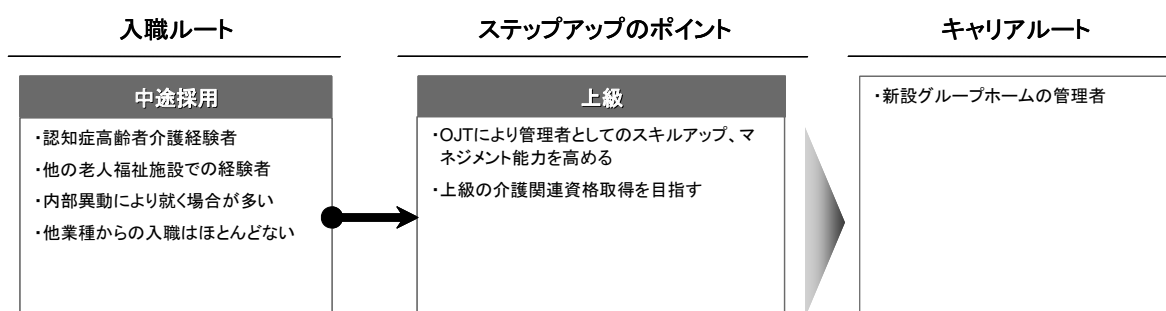 入職ルート
中途採用
・認知症高齢者介護経験者
・他の老人福祉施設での経験者
・内部異動により就く場合が多い
・他業種からの入職はほとんどない
ステップアップのポイント
上級
・OJTにより管理者としてのスキルアップ、マ
ネジメント能力を高める
・上級の介護関連資格取得を目指す
キャリアルート
・新設グループホームの管理者